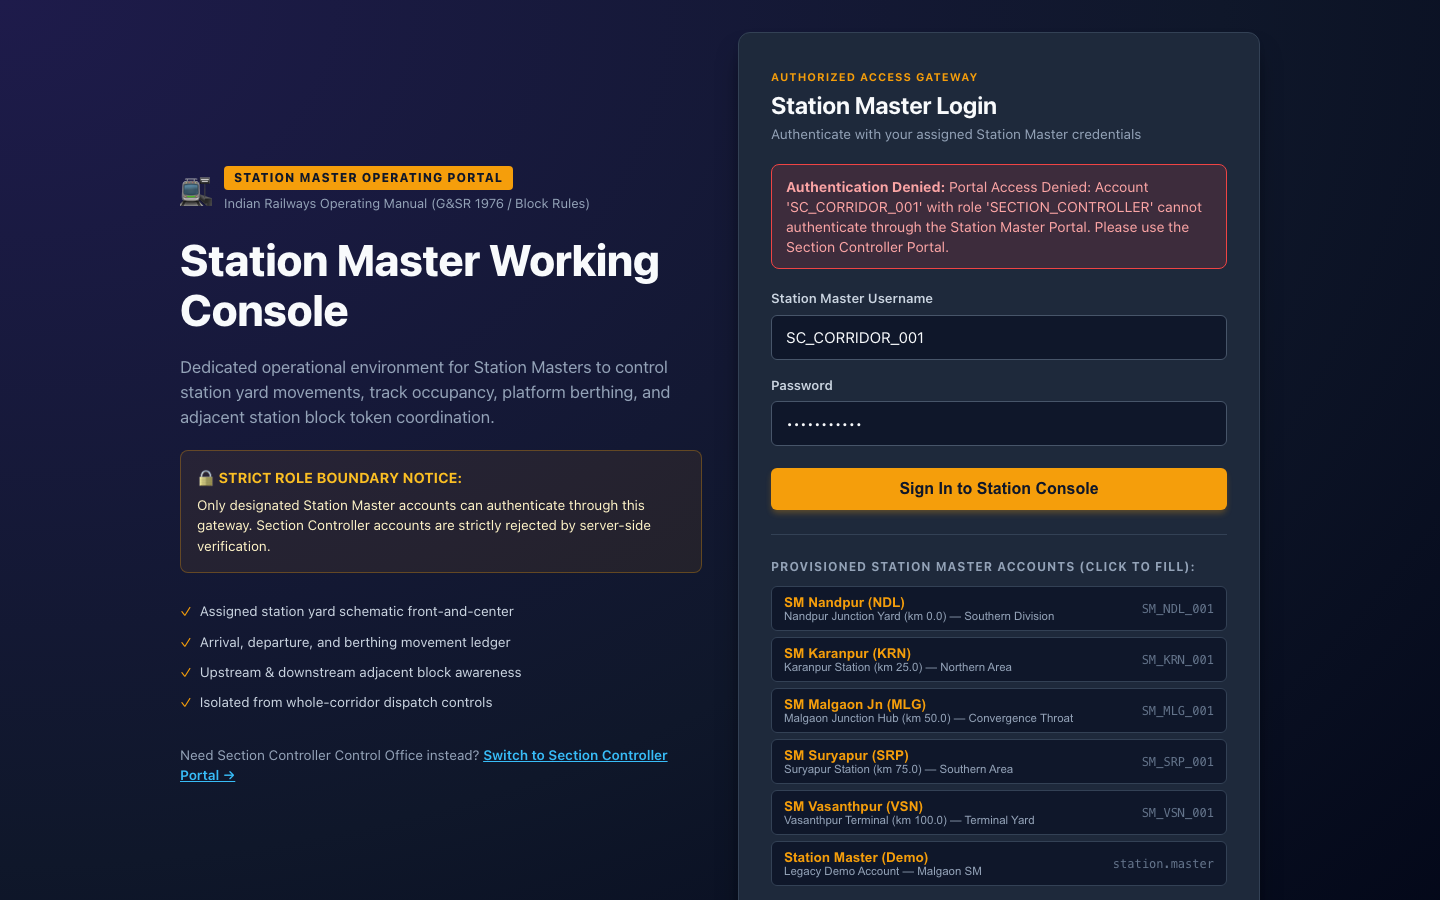 STATION MASTER OPERATING PORTAL
Indian Railways Operating Manual (G&SR 1976 / Block Rules)
Station Master Working
Console
Dedicated operational environment for Station Masters to control
station yard movements, track occupancy, platform berthing, and
adjacent station block token coordination.
🔒 STRICT ROLE BOUNDARY NOTICE:
Only designated Station Master accounts can authenticate through this
gateway. Section Controller accounts are strictly rejected by server-side
verification.
✓ Assigned station yard schematic front-and-center
✓ Arrival, departure, and berthing movement ledger
✓ Upstream & downstream adjacent block awareness
✓ Isolated from whole-corridor dispatch controls
Need Section Controller Control Office instead? Switch to Section Controller
Portal →
AUTHORIZED ACCESS GATEWAY
Station Master Login
Authenticate with your assigned Station Master credentials
Authentication Denied: Portal Access Denied: Account
'SC_CORRIDOR_001' with role 'SECTION_CONTROLLER' cannot
authenticate through the Station Master Portal. Please use the
Section Controller Portal.
Station Master Username
SC_CORRIDOR_001
Password
•••••••••••
Sign In to Station Console
PROVISIONED STATION MASTER ACCOUNTS (CLICK TO FILL):
SM Nandpur (NDL)
Nandpur Junction Yard (km 0.0) — Southern Division
SM_NDL_001
SM Karanpur (KRN)
Karanpur Station (km 25.0) — Northern Area
SM_KRN_001
SM Malgaon Jn (MLG)
Malgaon Junction Hub (km 50.0) — Convergence Throat
SM_MLG_001
SM Suryapur (SRP)
Suryapur Station (km 75.0) — Southern Area
SM_SRP_001
SM Vasanthpur (VSN)
Vasanthpur Terminal (km 100.0) — Terminal Yard
SM_VSN_001
Station Master (Demo)
Legacy Demo Account — Malgaon SM
station.master